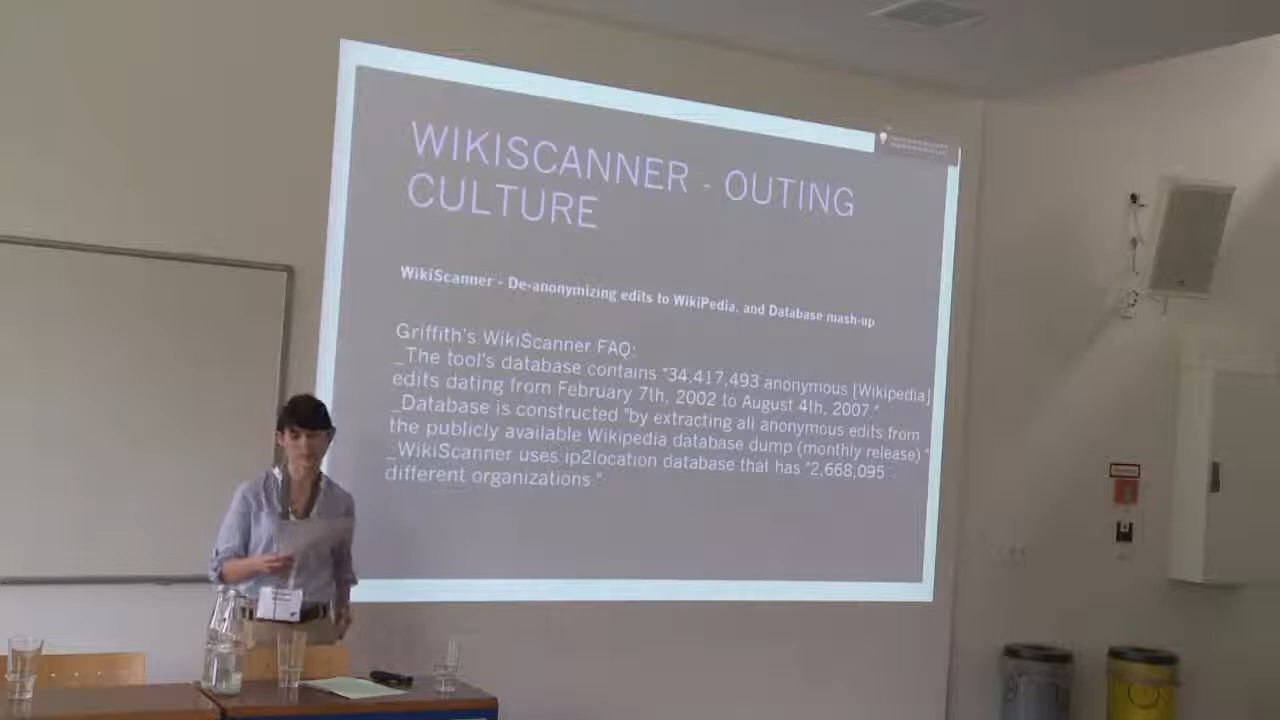 WIKISCANNER - OUTING
CULTURE
WikiScanner - De-anonymizing edits to WikiPedia, and Database mash-up
Griffith's WikiScanner FAQ:
_The tool's database contains "34,417,493 anonymous [Wikipedia]
edits dating from February 7th, 2002 to August 4th, 2007."
_Database is constructed "by extracting all anonymous edits from
the publicly available Wikipedia database dump (monthly release)."
_WikiScanner uses ip2location database that has "2,668,095
different organizations."